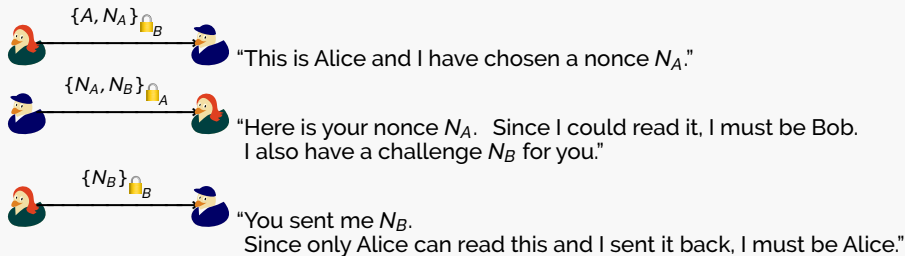 {A, N_A}🔒_B
“This is Alice and I have chosen a nonce N_A.”
{N_A, N_B}🔒_A
“Here is your nonce N_A. Since I could read it, I must be Bob.
I also have a challenge N_B for you.”
{N_B}🔒_B
“You sent me N_B.
Since only Alice can read this and I sent it back, I must be Alice.”